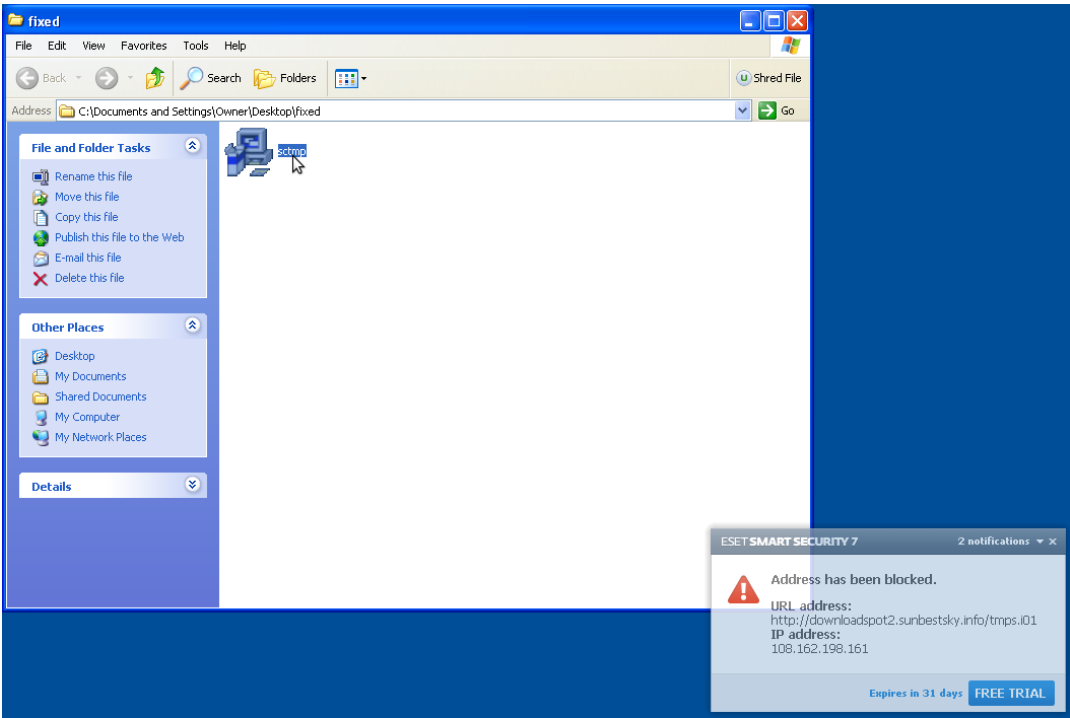 fixed
File Edit View Favorites Tools Help
Back Search Folders U Shred File
Address C:\Documents and Settings\Owner\Desktop\fixed Go
File and Folder Tasks
Rename this file
Move this file
Copy this file
Publish this file to the Web
E-mail this file
Delete this file
sctmp
Other Places
Desktop
My Documents
Shared Documents
My Computer
My Network Places
Details
ESET SMART SECURITY 7 2 notifications
Address has been blocked.
URL address:
http://downloadspot2.sunbestsky.info/tmps.i01
IP address:
108.162.198.161
Expires in 31 days FREE TRIAL